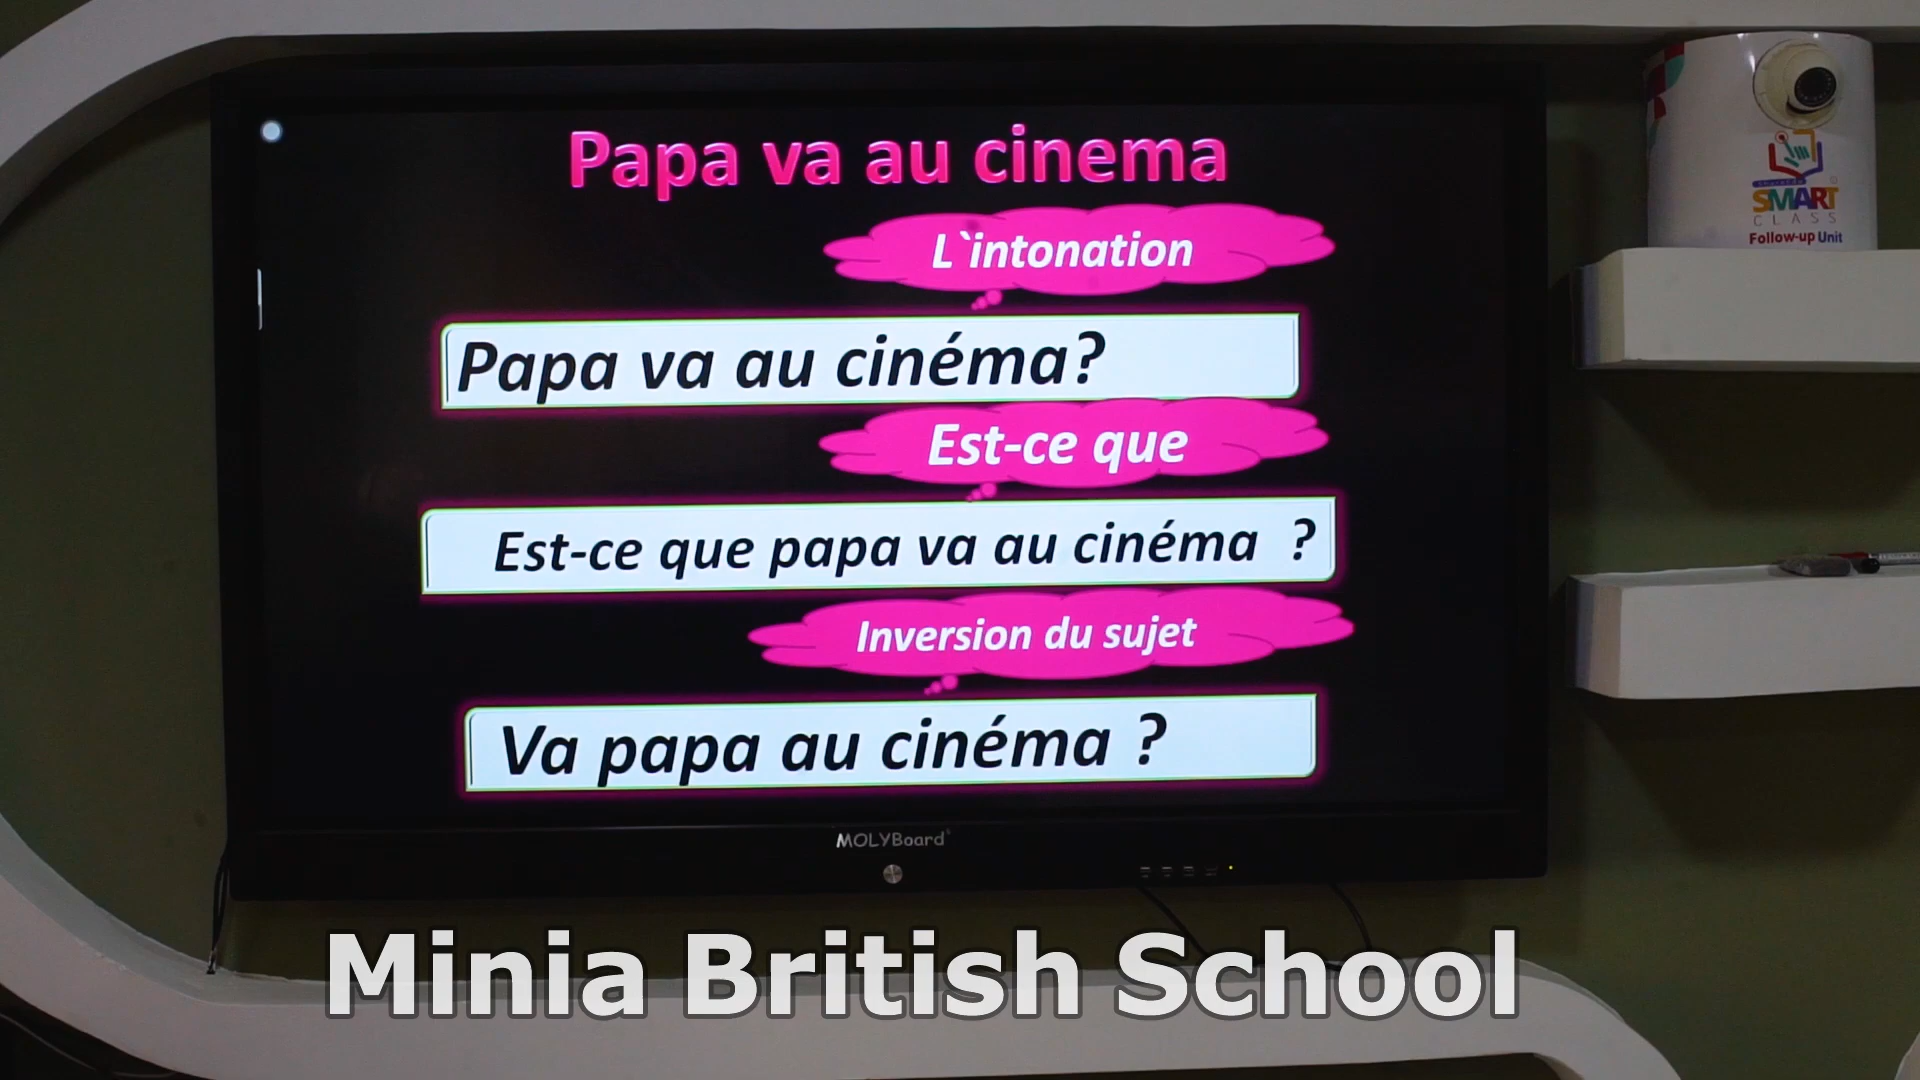 Papa va au cinema
L`intonation
Papa va au cinéma?
Est-ce que
Est-ce que papa va au cinéma ?
Inversion du sujet
Va papa au cinéma ?
MOLYBoard
SMART
CLASS
Follow-up Unit
Minia British School